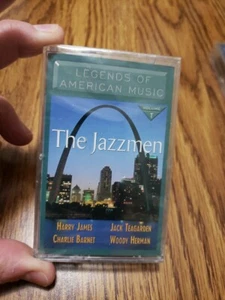 LEGENDS OF
AMERICAN MUSIC
The Jazzmen
HARRY JAMES JACK TEAGARDEN
CHARLIE BARNET WOODY HERMAN